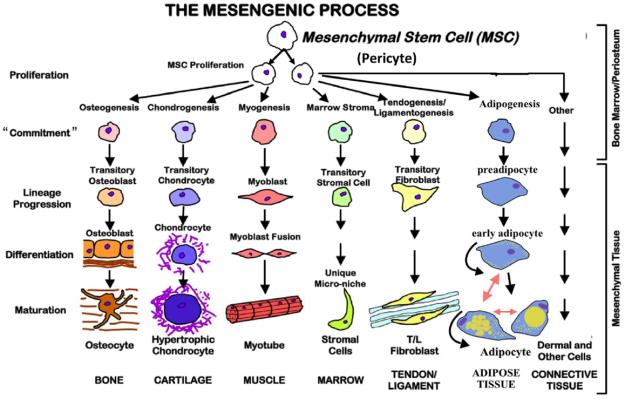 THE MESENGENIC PROCESS
Mesenchymal Stem Cell (MSC)
(Pericyte)
MSC Proliferation
Proliferation
Osteogenesis Chondrogenesis Myogenesis Marrow Stroma Tendogenesis/
Ligamentogenesis Adipogenesis Other
Bone Marrow/Periosteum
"Commitment"
Transitory
Osteoblast
Transitory
Chondrocyte
Myoblast
Transitory
Stromal Cell
Transitory
Fibroblast
preadipocyte
Lineage
Progression
Osteoblast
Chondrocyte
Myoblast Fusion
early adipocyte
Differentiation
Unique
Micro-niche
Mesenchymal Tissue
Maturation
Osteocyte
Hypertrophic
Chondrocyte
Myotube
Stromal
Cells
T/L
Fibroblast
Adipocyte
Dermal and
Other Cells
BONE
CARTILAGE
MUSCLE
MARROW
TENDON/
LIGAMENT
ADIPOSE
TISSUE
CONNECTIVE
TISSUE